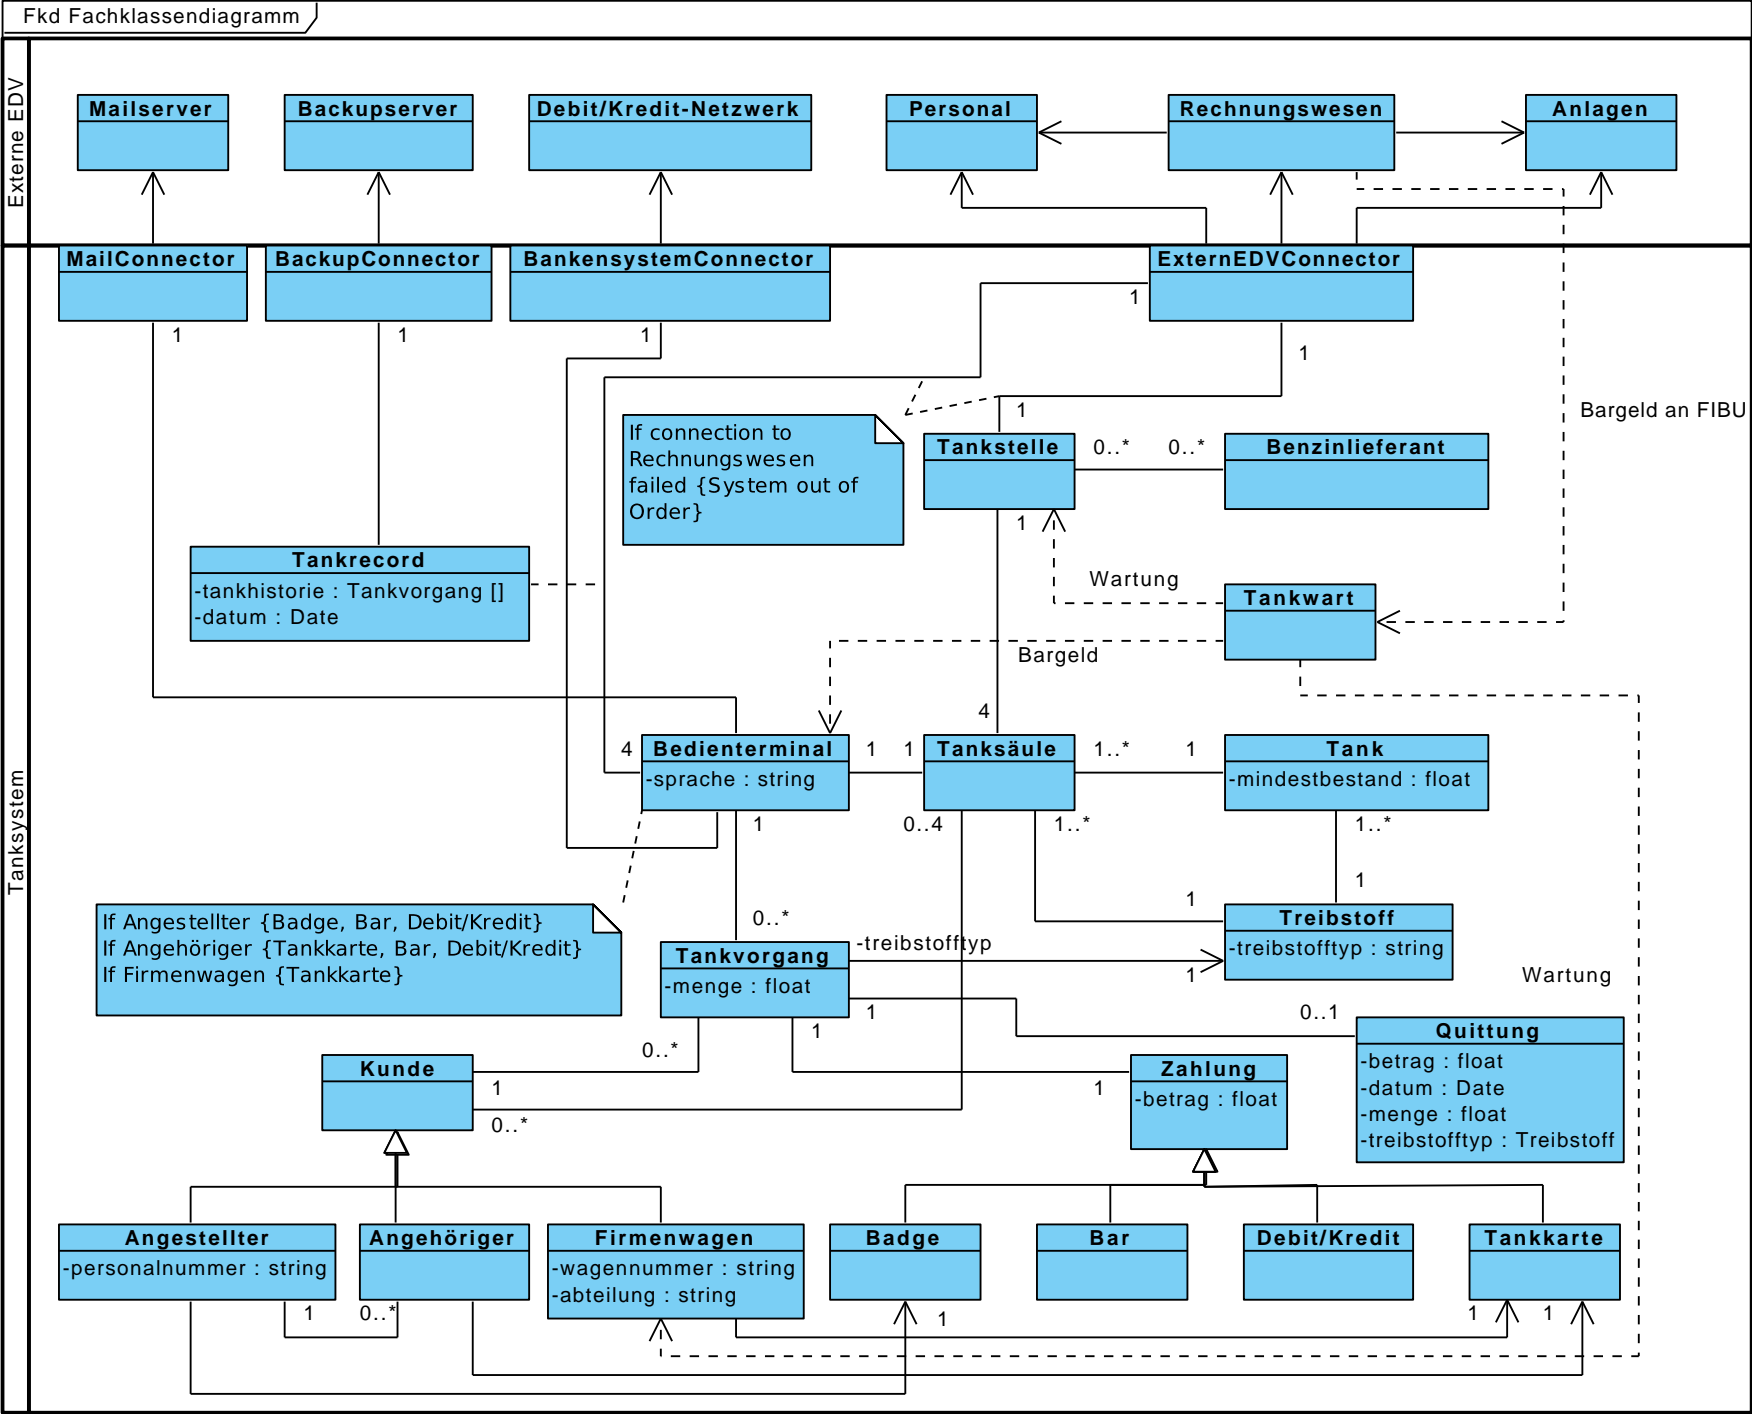 Fkd Fachklassendiagramm
Externe EDV
Mailserver
Backupserver
Debit/Kredit-Netzwerk
Personal
Rechnungswesen
Anlagen
Tanksystem
MailConnector
BackupConnector
BankensystemConnector
ExternEDVConnector
1
1
1
1
1
Bargeld an FIBU
If connection to
Rechnungswesen
failed {System out of
Order}
1
Tankstelle
0..*
0..*
Benzinlieferant
1
Tankrecord
-tankhistorie : Tankvorgang []
-datum : Date
Wartung
Tankwart
Bargeld
4
4
Bedienterminal
-sprache : string
1
1
Tanksäule
1..*
1
Tank
-mindestbestand : float
1
0..4
1..*
1..*
1
1
If Angestellter {Badge, Bar, Debit/Kredit}
If Angehöriger {Tankkarte, Bar, Debit/Kredit}
If Firmenwagen {Tankkarte}
0..*
Treibstoff
-treibstofftyp : string
Tankvorgang
-menge : float
-treibstofftyp
1
Wartung
1
1
0..1
Quittung
-betrag : float
-datum : Date
-menge : float
-treibstofftyp : Treibstoff
0..*
Kunde
1
0..*
1
Zahlung
-betrag : float
Angestellter
-personalnummer : string
Angehöriger
Firmenwagen
-wagennummer : string
-abteilung : string
Badge
Bar
Debit/Kredit
Tankkarte
1
0..*
1
1
1